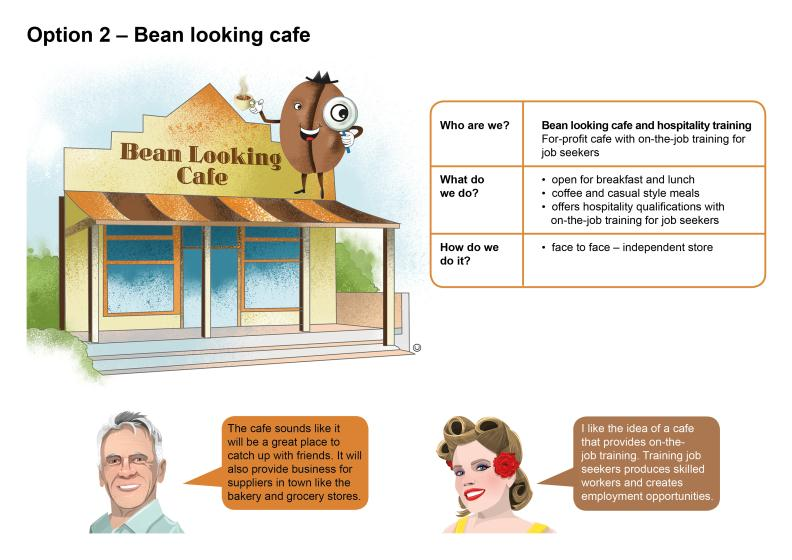 Option 2 – Bean looking cafe
Bean Looking
Cafe
Who are we?
Bean looking cafe and hospitality training
For-profit cafe with on-the-job training for
job seekers
What do
we do?
• open for breakfast and lunch
• coffee and casual style meals
• offers hospitality qualifications with
on-the-job training for job seekers
How do we
do it?
• face to face – independent store
The cafe sounds like it
will be a great place to
catch up with friends. It will
also provide business for
suppliers in town like the
bakery and grocery stores.
I like the idea of a cafe
that provides on-the-
job training. Training job
seekers produces skilled
workers and creates
employment opportunities.